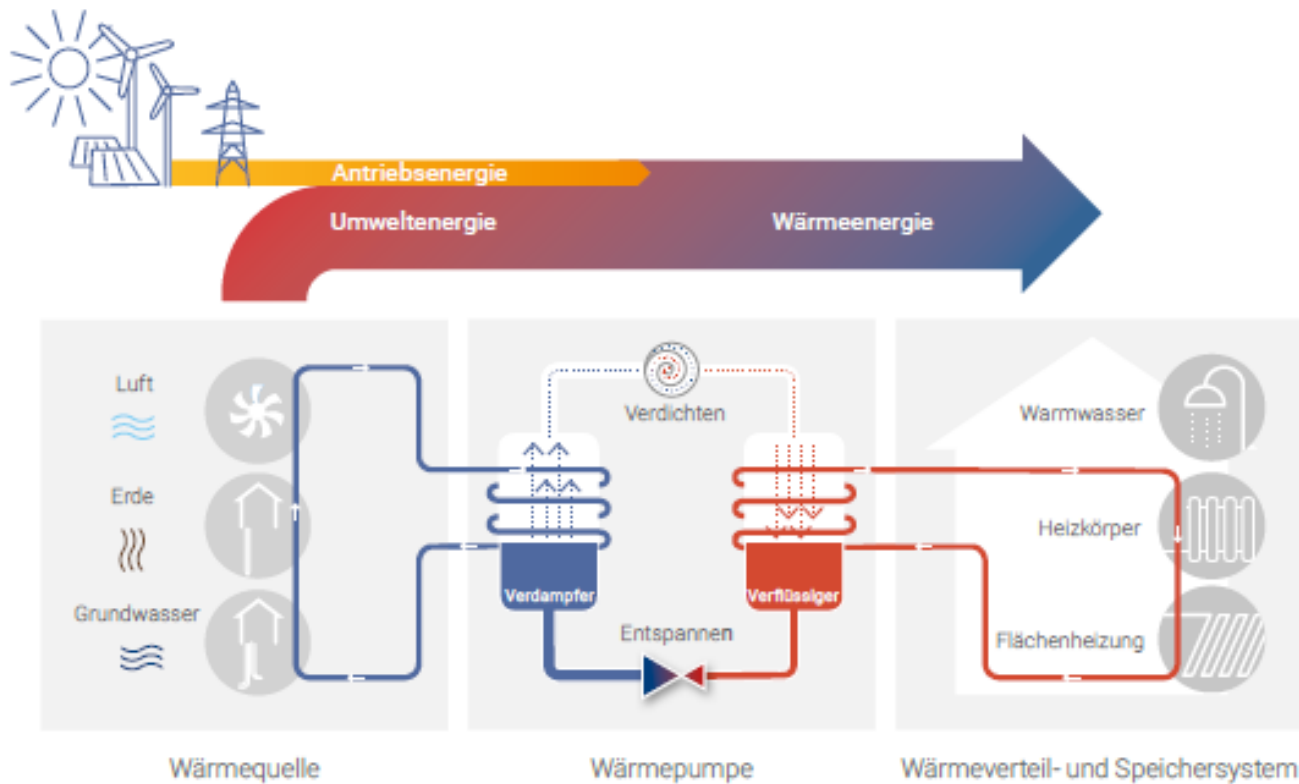 Antriebsenergie
Umweltenergie
Wärmeenergie
Luft
Erde
Grundwasser
Verdichten
Verdampfer
Verflüssiger
Entspannen
Warmwasser
Heizkörper
Flächenheizung
Wärmequelle
Wärmepumpe
Wärmeverteil- und Speichersystem